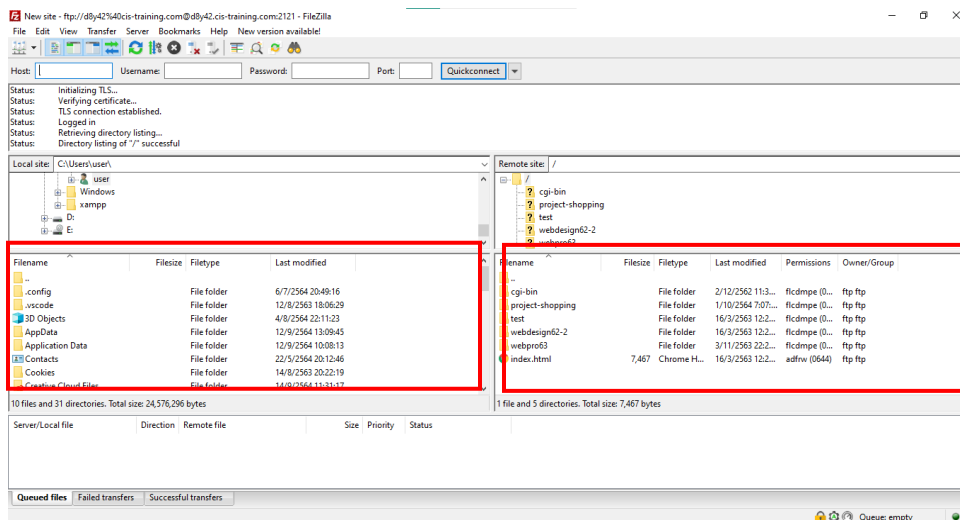 New site - ftp://d8y42%40cis-training.com@d8y42.cis-training.com:2121 - FileZilla
File Edit View Transfer Server Bookmarks Help New version available!
Host: Username: Password: Port: Quickconnect
Status: Initializing TLS...
Status: Verifying certificate...
Status: TLS connection established.
Status: Logged in
Status: Retrieving directory listing...
Status: Directory listing of "/" successful
Local site: C:\Users\user\
user
Windows
xampp
D:
E:
Remote site: /
/
cgi-bin
project-shopping
test
webdesign62-2
webpro63
Filename Filesize Filetype Last modified
..
.config File folder 6/7/2564 20:49:16
.vscode File folder 12/8/2563 18:06:29
3D Objects File folder 4/8/2564 22:11:23
AppData File folder 12/9/2564 13:09:45
Application Data File folder 12/9/2564 10:08:13
Contacts File folder 22/5/2564 20:12:46
Cookies File folder 14/8/2563 20:22:19
Creative Cloud Files File folder 14/9/2564 11:31:17
10 files and 31 directories. Total size: 24,576,296 bytes
Filename Filesize Filetype Last modified Permissions Owner/Group
..
cgi-bin File folder 2/12/2562 11:3... flcdmpe (0... ftp ftp
project-shopping File folder 1/10/2564 7:07:... flcdmpe (0... ftp ftp
test File folder 16/3/2563 12:2... flcdmpe (0... ftp ftp
webdesign62-2 File folder 16/3/2563 12:2... flcdmpe (0... ftp ftp
webpro63 File folder 3/11/2563 22:2... flcdmpe (0... ftp ftp
index.html 7,467 Chrome H... 16/3/2563 12:2... adfrw (0644) ftp ftp
1 file and 5 directories. Total size: 7,467 bytes
Server/Local file Direction Remote file Size Priority Status
Queued files Failed transfers Successful transfers
Queue: empty